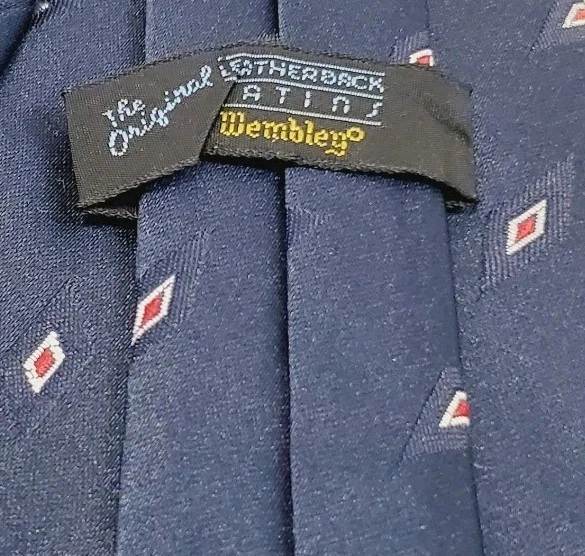 The
Original
LEATHERBACK
SATINS
Wembley